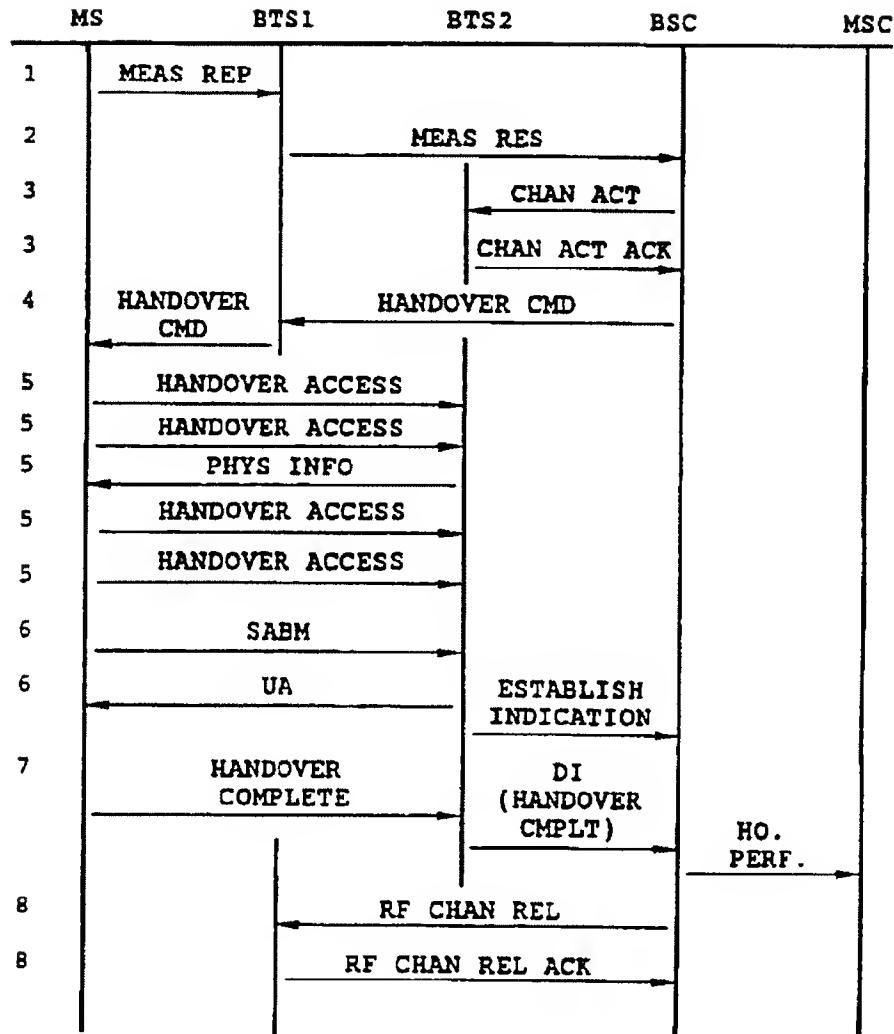 MS BTS1 BTS2 BSC MSC
1 MEAS REP
2 MEAS RES
3 CHAN ACT
3 CHAN ACT ACK
4 HANDOVER CMD HANDOVER CMD
5 HANDOVER ACCESS
5 HANDOVER ACCESS
5 PHYS INFO
5 HANDOVER ACCESS
5 HANDOVER ACCESS
6 SABM
6 UA
ESTABLISH
INDICATION
7 HANDOVER
COMPLETE
DI
(HANDOVER
CMPLT)
HO.
PERF.
8 RF CHAN REL
8 RF CHAN REL ACK